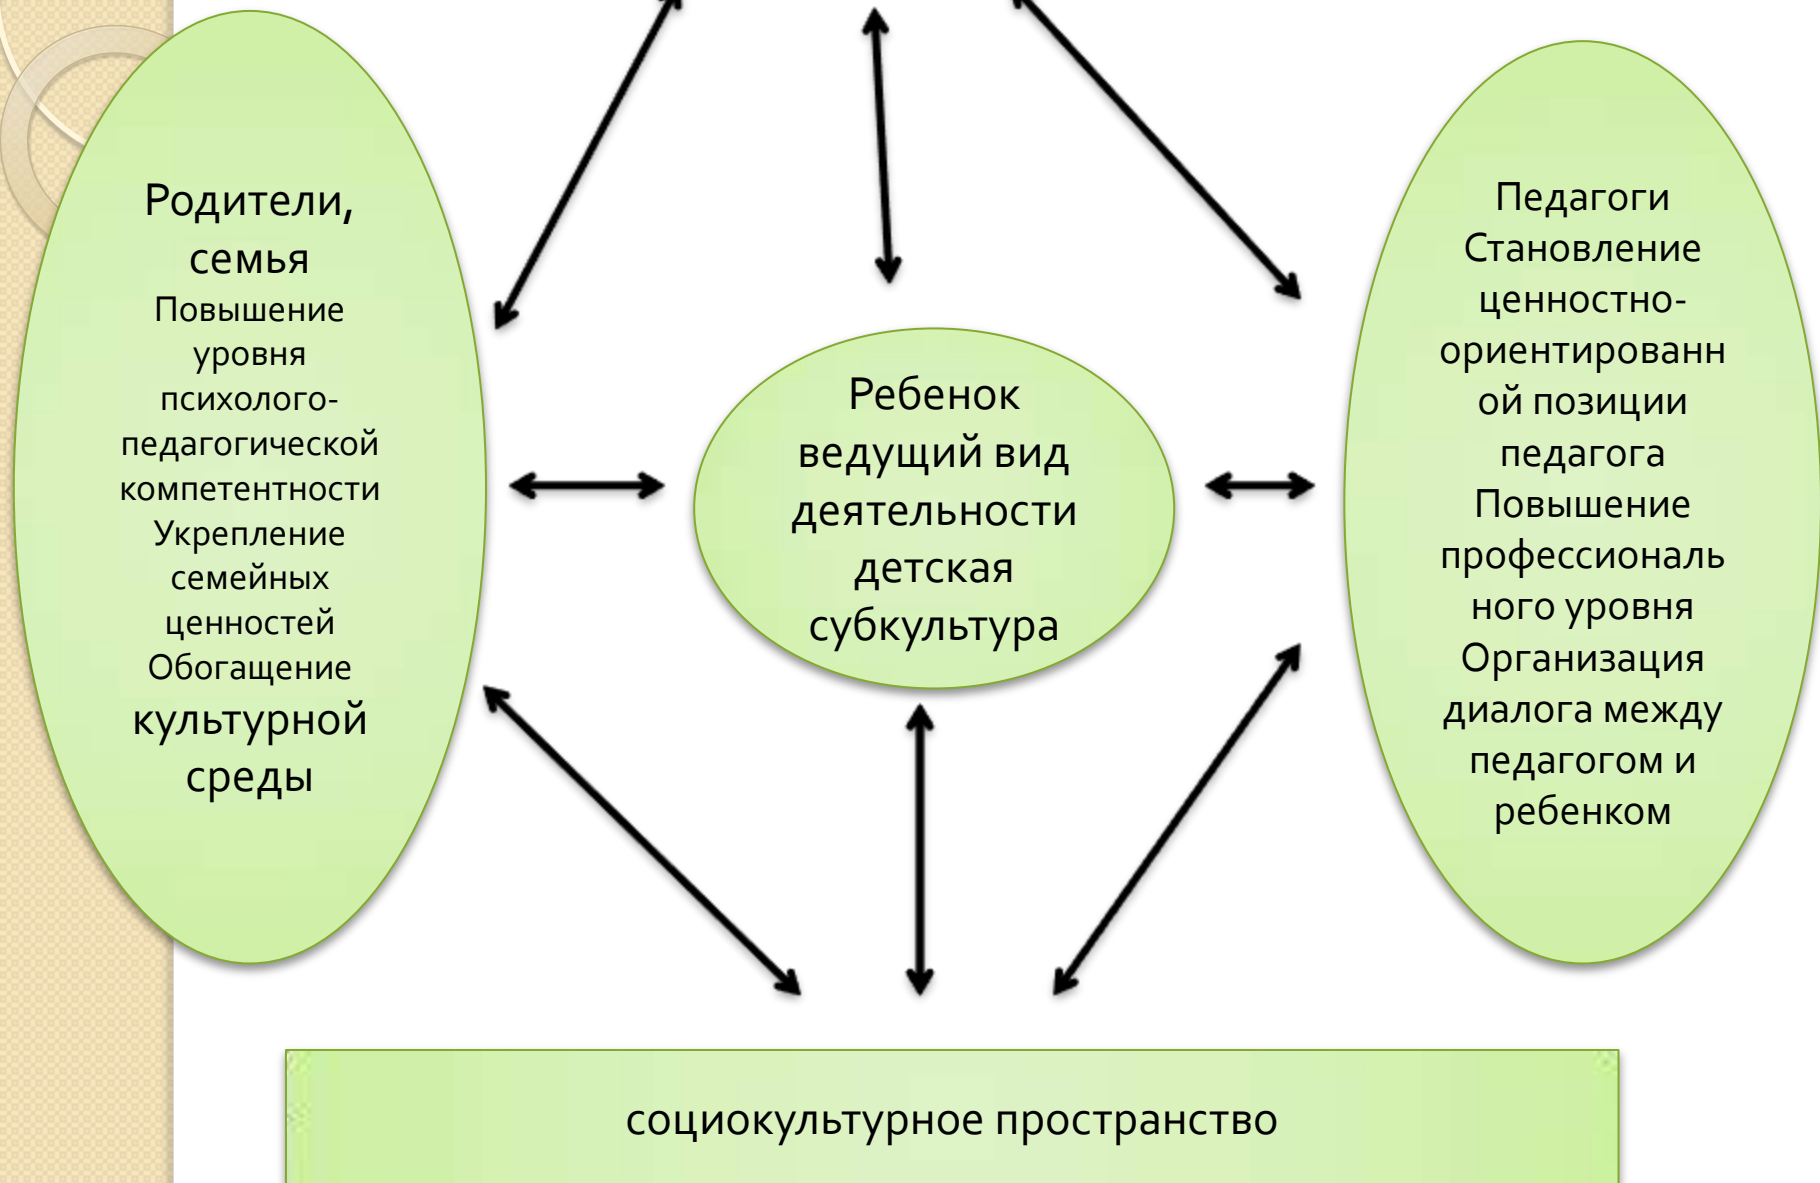 Родители,
семья
Повышение
уровня
психолого-
педагогической
компетентности
Укрепление
семейных
ценностей
Обогащение
культурной
среды
Ребенок
ведущий вид
деятельности
детская
субкультура
Педагоги
Становление
ценностно-
ориентированн
ой позиции
педагога
Повышение
профессиональ
ного уровня
Организация
диалога между
педагогом и
ребенком
социокультурное пространство